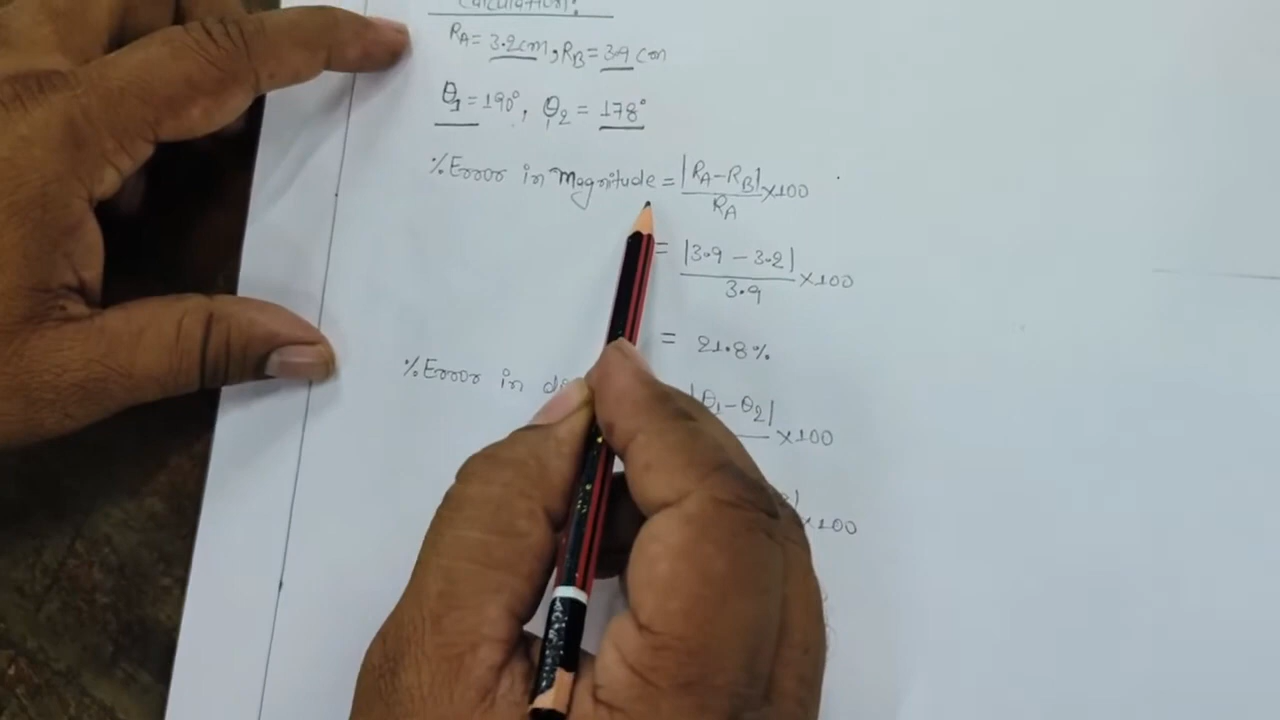 Calculation:
RA= 3.2cm, RB= 3.9 cm
θ1=190°, θ2= 178°
%Error in Magnitude = |RA-RB|/RA ×100
= |3.9 - 3.2|/3.9 ×100
= 21.8%
%Error in |θ1-θ2| ×100
×100